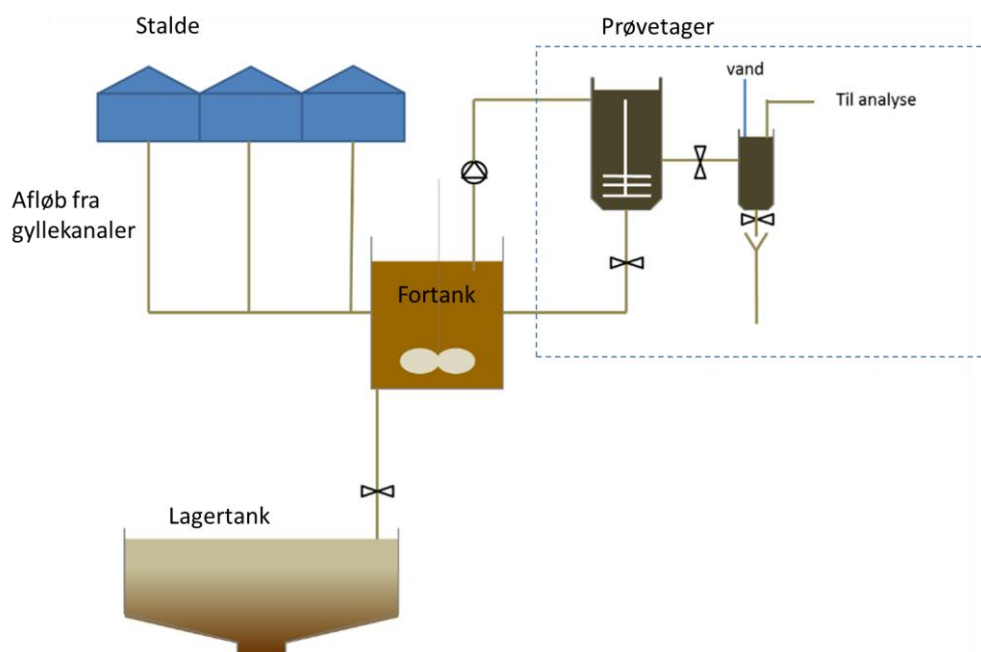 Stalde
Prøvetager
vand
Til analyse
Afløb fra
gyllekanaler
Fortank
Lagertank